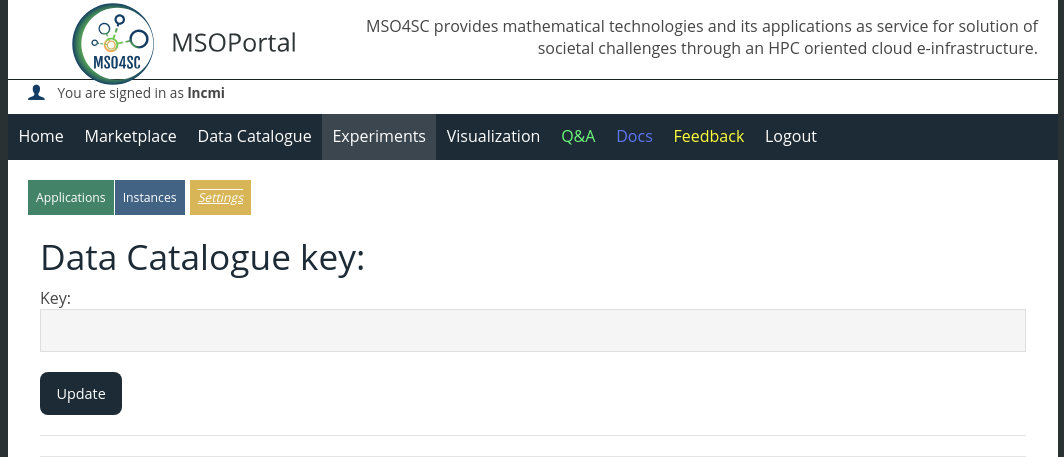 MSO4SC
MSOPortal
MSO4SC provides mathematical technologies and its applications as service for solution of
societal challenges through an HPC oriented cloud e-infrastructure.
You are signed in as lncmi
Home Marketplace Data Catalogue Experiments Visualization Q&A Docs Feedback Logout
Applications Instances Settings
Data Catalogue key:
Key:
Update